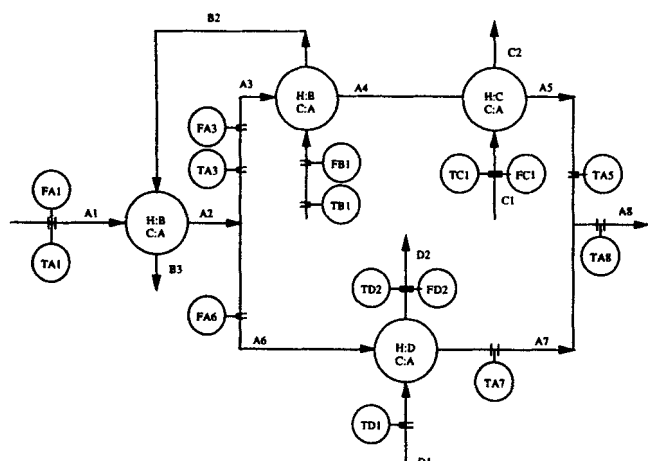 B2
C2
A3
H:B
C:A
A4
H:C
C:A
A5
FA3
TA3
FB1
TB1
TC1
FC1
C1
TA5
FA1
A1
TA1
H:B
C:A
A2
B3
A8
TA8
D2
TD2
FD2
FA6
A6
H:D
C:A
A7
TA7
TD1